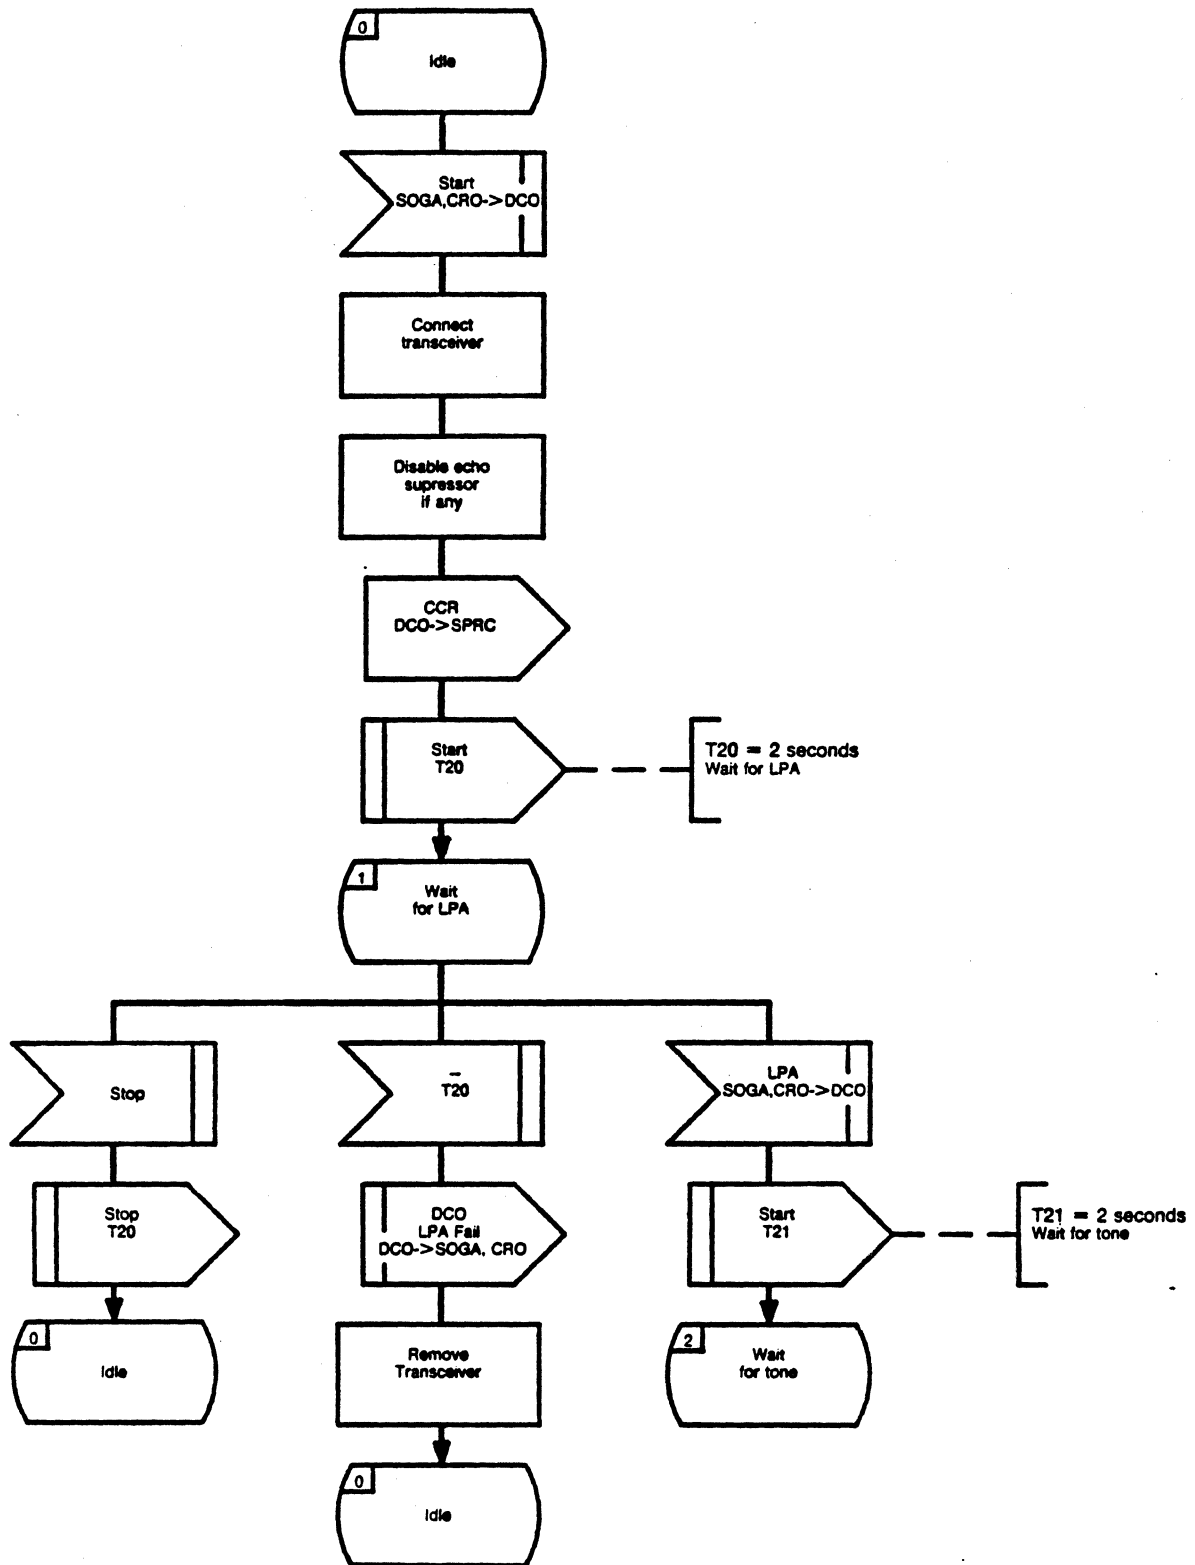 0
Idle
Start
SOGA,CRO->DCO
Connect
transceiver
Disable echo
supressor
if any
CCR
DCO->SPRC
Start
T20
T20 = 2 seconds
Wait for LPA
1
Wait
for LPA
Stop
T20
LPA
SOGA,CRO->DCO
Stop
T20
DCO
LPA Fail
DCO->SOGA, CRO
Start
T21
T21 = 2 seconds
Wait for tone
0
Idle
Remove
Transceiver
2
Wait
for tone
0
Idle